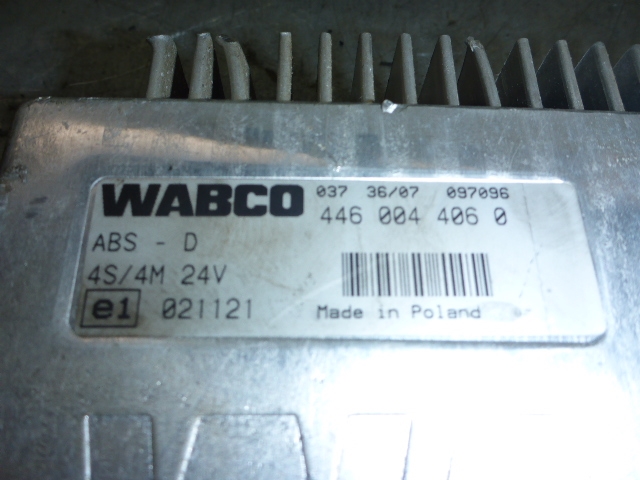 WABCO 037 36/07 097096
446 004 406 0
ABS - D
4S/4M 24V
e1 021121 Made in Poland